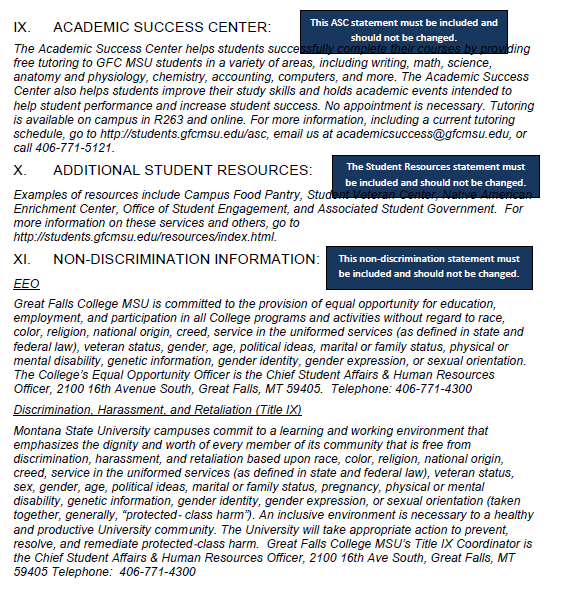 IX. ACADEMIC SUCCESS CENTER:
This ASC statement must be included and
should not be changed.
The Academic Success Center helps students successfully complete their courses by providing
free tutoring to GFC MSU students in a variety of areas, including writing, math, science,
anatomy and physiology, chemistry, accounting, computers, and more. The Academic Success
Center also helps students improve their study skills and holds academic events intended to
help student performance and increase student success. No appointment is necessary. Tutoring
is available on campus in R263 and online. For more information, including a current tutoring
schedule, go to http://students.gfcmsu.edu/asc, email us at academicsuccess@gfcmsu.edu, or
call 406-771-5121.
X. ADDITIONAL STUDENT RESOURCES:
The Student Resources statement must
be included and should not be changed.
Examples of resources include Campus Food Pantry, Student Veteran Center, Native American
Enrichment Center, Office of Student Engagement, and Associated Student Government. For
more information on these services and others, go to
http://students.gfcmsu.edu/resources/index.html.
XI. NON-DISCRIMINATION INFORMATION:
This non-discrimination statement must
be included and should not be changed.
EEO
Great Falls College MSU is committed to the provision of equal opportunity for education,
employment, and participation in all College programs and activities without regard to race,
color, religion, national origin, creed, service in the uniformed services (as defined in state and
federal law), veteran status, gender, age, political ideas, marital or family status, physical or
mental disability, genetic information, gender identity, gender expression, or sexual orientation.
The College's Equal Opportunity Officer is the Chief Student Affairs & Human Resources
Officer, 2100 16th Avenue South, Great Falls, MT 59405. Telephone: 406-771-4300
Discrimination, Harassment, and Retaliation (Title IX)
Montana State University campuses commit to a learning and working environment that
emphasizes the dignity and worth of every member of its community that is free from
discrimination, harassment, and retaliation based upon race, color, religion, national origin,
creed, service in the uniformed services (as defined in state and federal law), veteran status,
sex, gender, age, political ideas, marital or family status, pregnancy, physical or mental
disability, genetic information, gender identity, gender expression, or sexual orientation (taken
together, generally, "protected- class harm"). An inclusive environment is necessary to a healthy
and productive University community. The University will take appropriate action to prevent,
resolve, and remediate protected-class harm. Great Falls College MSU's Title IX Coordinator is
the Chief Student Affairs & Human Resources Officer, 2100 16th Ave South, Great Falls, MT
59405 Telephone: 406-771-4300